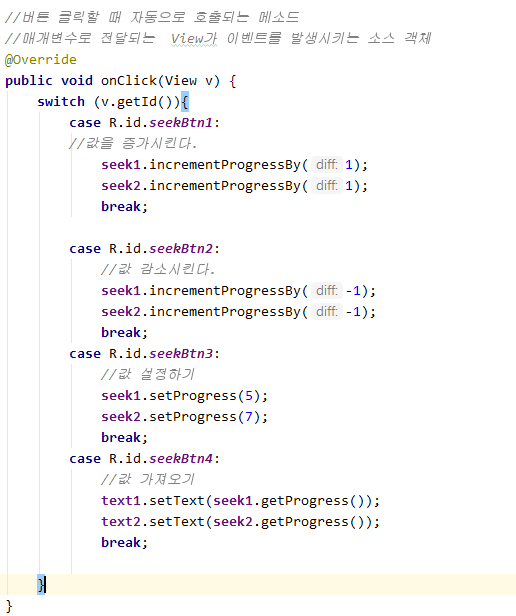 //버튼 클릭할 때 자동으로 호출되는 메소드
//매개변수로 전달되는 View가 이벤트를 발생시키는 소스 객체
@Override
public void onClick(View v) {
switch (v.getId()){
case R.id.seekBtn1:
//값을 증가시킨다.
seek1.incrementProgressBy( diff: 1);
seek2.incrementProgressBy( diff: 1);
break;
case R.id.seekBtn2:
//값 감소시킨다.
seek1.incrementProgressBy( diff: -1);
seek2.incrementProgressBy( diff: -1);
break;
case R.id.seekBtn3:
//값 설정하기
seek1.setProgress(5);
seek2.setProgress(7);
break;
case R.id.seekBtn4:
//값 가져오기
text1.setText(seek1.getProgress());
text2.setText(seek2.getProgress());
break;
}
}